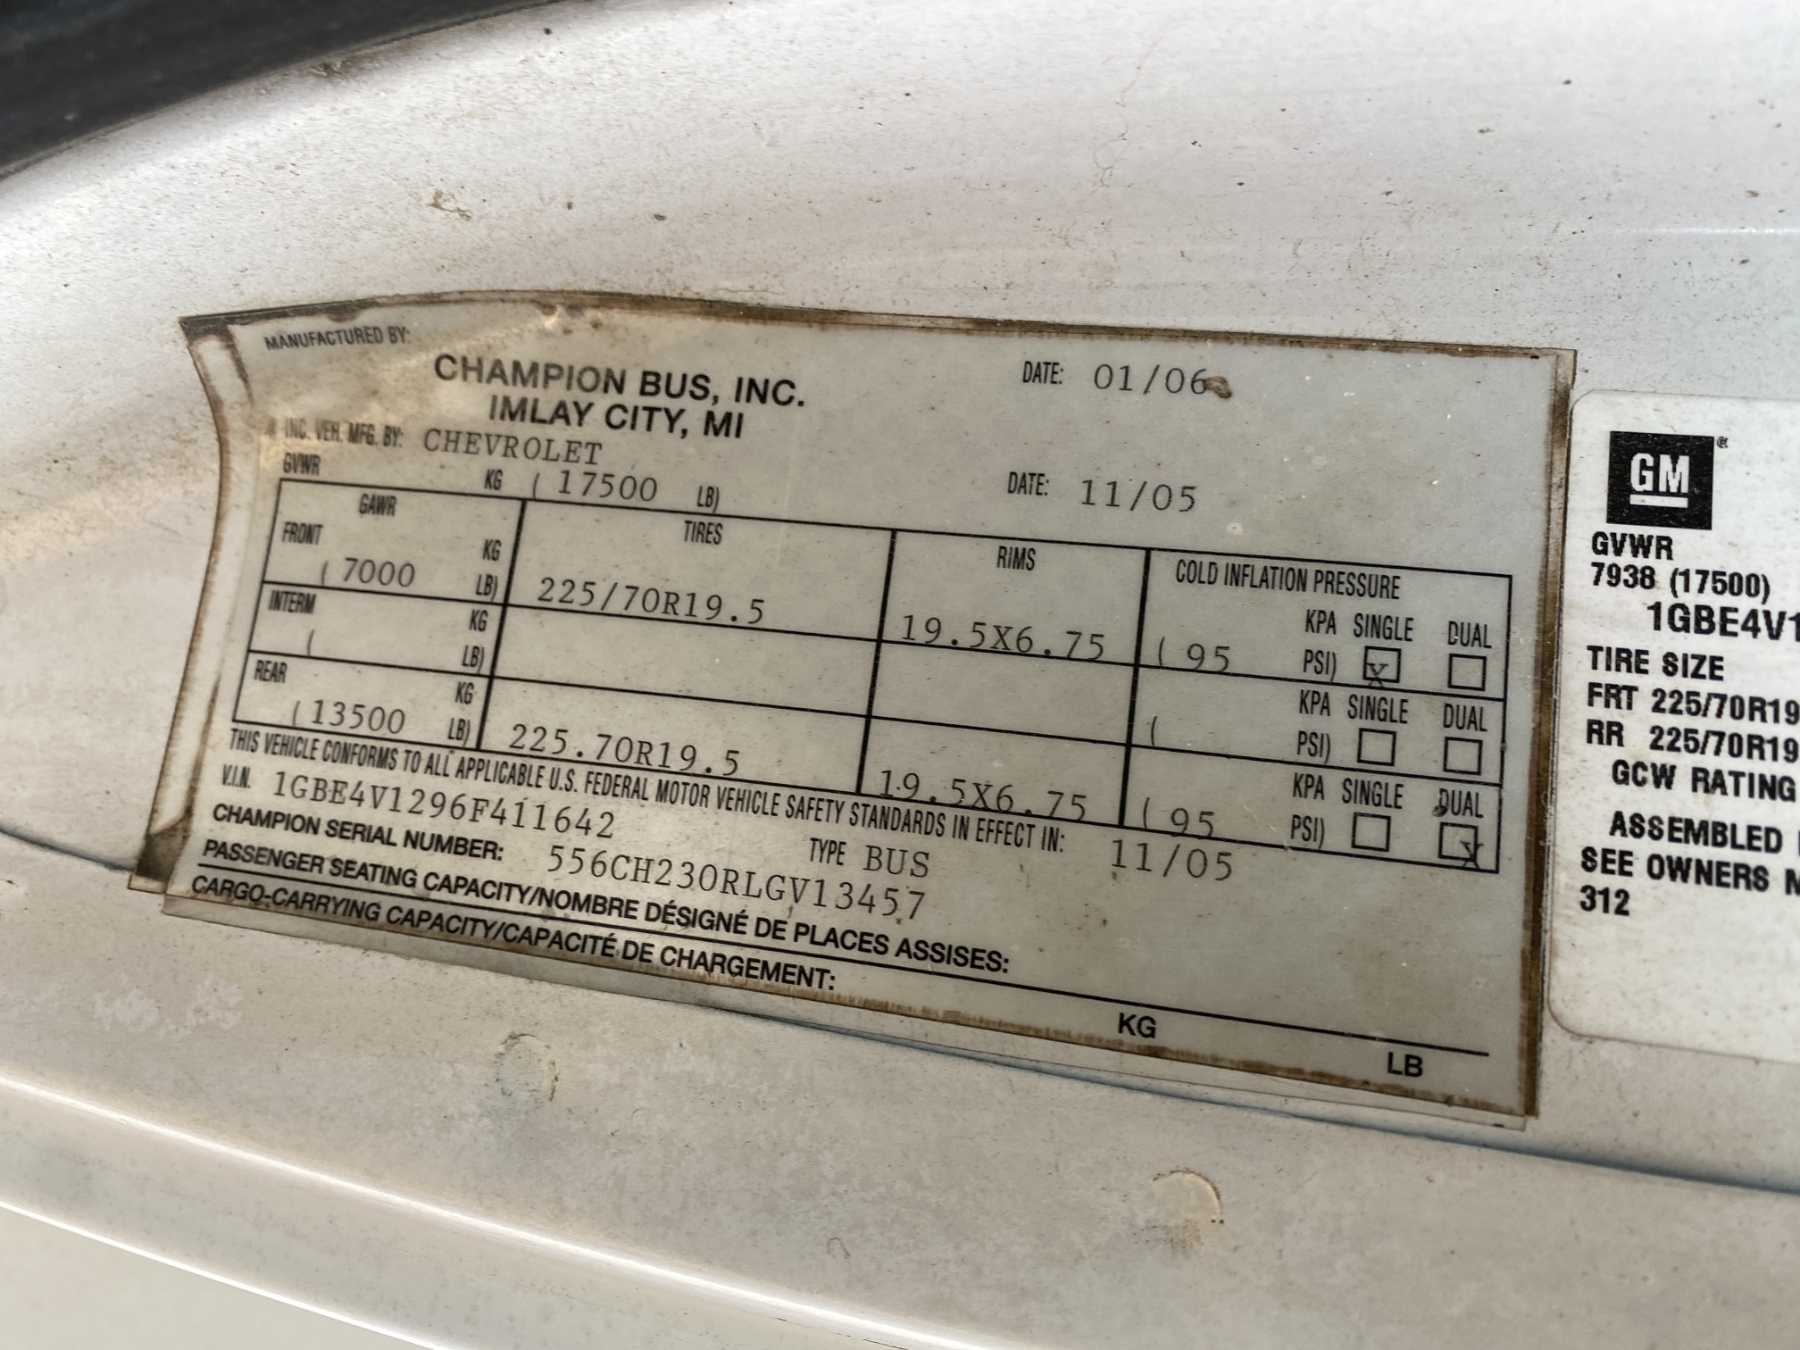 MANUFACTURED BY:
CHAMPION BUS, INC.
IMLAY CITY, MI
DATE: 01/06
INC. VEH. MFG. BY: CHEVROLET
DATE: 11/05
GVWR KG (17500 LB)
GAWR TIRES RIMS COLD INFLATION PRESSURE
FRONT KG KPA SINGLE DUAL
(7000 LB) 225/70R19.5 19.5X6.75 (95 PSI) X
INTERM KG KPA SINGLE DUAL
( LB) ( PSI)
REAR KG KPA SINGLE DUAL
(13500 LB) 225.70R19.5 19.5X6.75 (95 PSI) X
THIS VEHICLE CONFORMS TO ALL APPLICABLE U.S. FEDERAL MOTOR VEHICLE SAFETY STANDARDS IN EFFECT IN: 11/05
V.I.N. 1GBE4V1296F411642 TYPE BUS
CHAMPION SERIAL NUMBER: 556CH230RLGV13457
PASSENGER SEATING CAPACITY/NOMBRE DÉSIGNÉ DE PLACES ASSISES:
CARGO-CARRYING CAPACITY/CAPACITÉ DE CHARGEMENT: KG LB
GM®
GVWR
7938 (17500)
1GBE4V1
TIRE SIZE
FRT 225/70R19
RR 225/70R19
GCW RATING
ASSEMBLED
SEE OWNERS
312